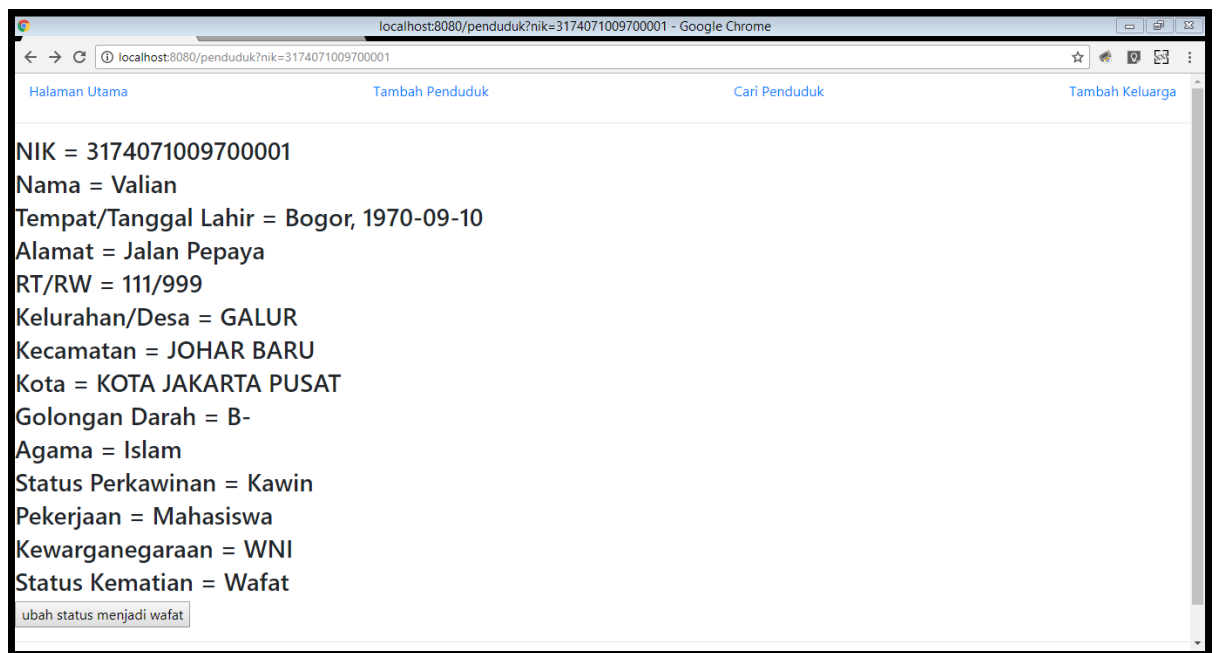 localhost:8080/penduduk?nik=3174071009700001 - Google Chrome
localhost:8080/penduduk?nik=3174071009700001
Halaman Utama Tambah Penduduk Cari Penduduk Tambah Keluarga
NIK = 3174071009700001
Nama = Valian
Tempat/Tanggal Lahir = Bogor, 1970-09-10
Alamat = Jalan Pepaya
RT/RW = 111/999
Kelurahan/Desa = GALUR
Kecamatan = JOHAR BARU
Kota = KOTA JAKARTA PUSAT
Golongan Darah = B-
Agama = Islam
Status Perkawinan = Kawin
Pekerjaan = Mahasiswa
Kewarganegaraan = WNI
Status Kematian = Wafat
ubah status menjadi wafat